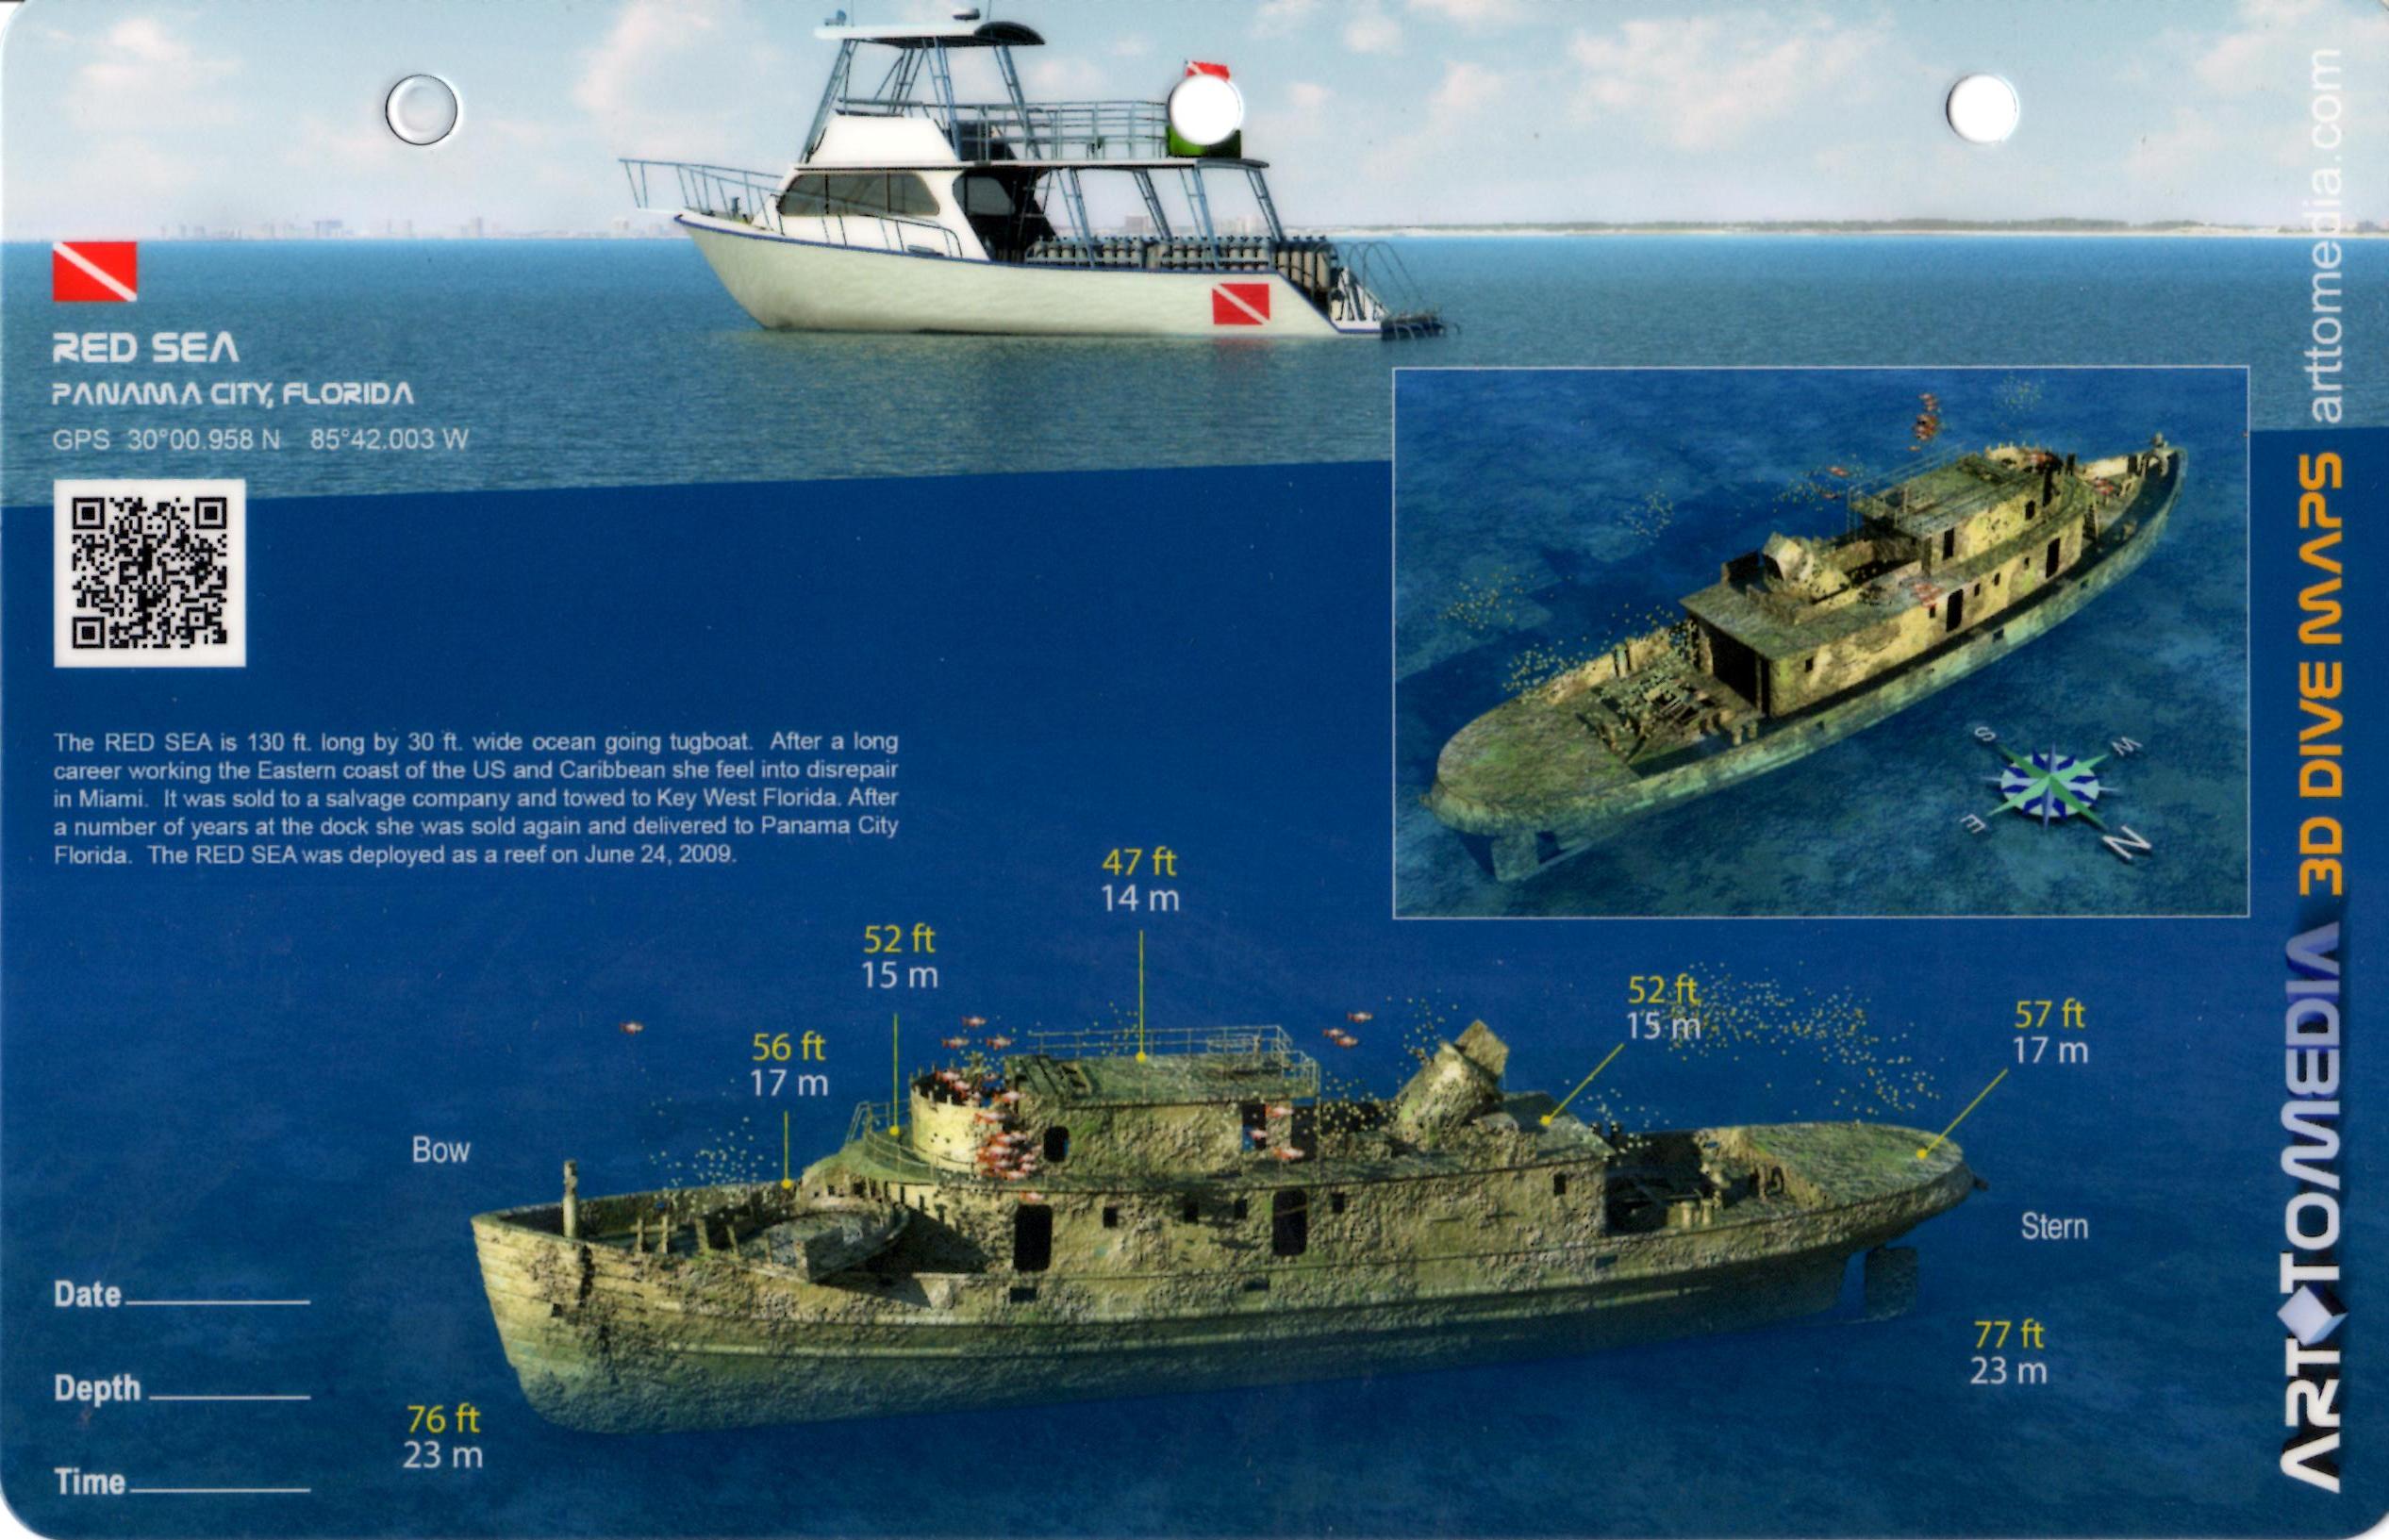 RED SEA
PANAMA CITY, FLORIDA
GPS 30°00.958 N 85°42.003 W
The RED SEA is 130 ft. long by 30 ft. wide ocean going tugboat. After a long
career working the Eastern coast of the US and Caribbean she feel into disrepair
in Miami. It was sold to a salvage company and towed to Key West Florida. After
a number of years at the dock she was sold again and delivered to Panama City
Florida. The RED SEA was deployed as a reef on June 24, 2009.
S
W
E
N
47 ft
14 m
52 ft
15 m
56 ft
17 m
52 ft
15 m
57 ft
17 m
Bow
Stern
77 ft
23 m
76 ft
23 m
Date
Depth
Time
ARTTOMEDIA 3D DIVE MAPS arttomedia.com